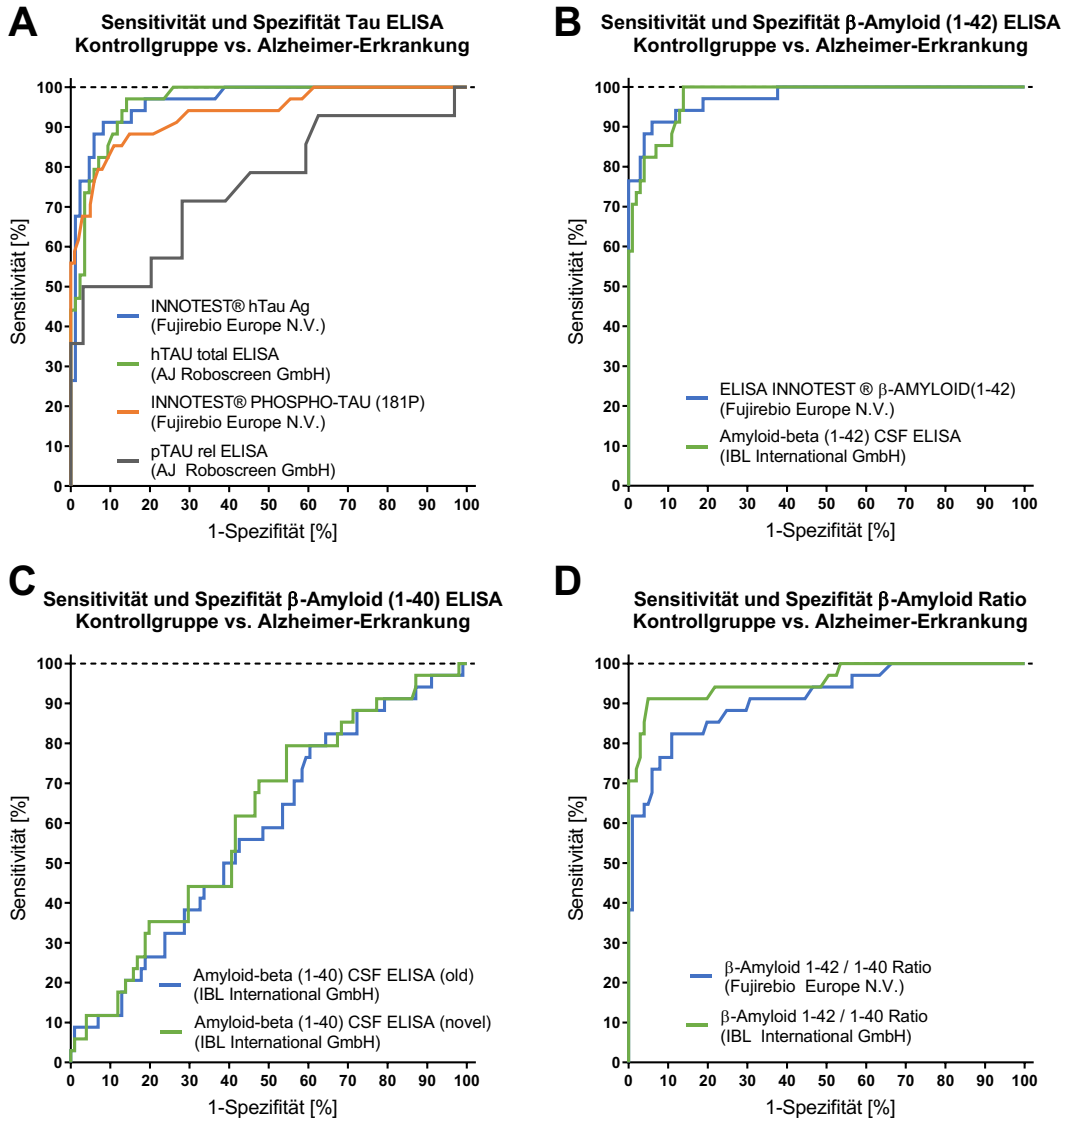 A
Sensitivität und Spezifität Tau ELISA
Kontrollgruppe vs. Alzheimer-Erkrankung
100
90
80
70
60
50
40
30
20
10
0
Sensitivität [%]
INNOTEST® hTau Ag
(Fujirebio Europe N.V.)
hTAU total ELISA
(AJ Roboscreen GmbH)
INNOTEST® PHOSPHO-TAU (181P)
(Fujirebio Europe N.V.)
pTAU rel ELISA
(AJ Roboscreen GmbH)
0 10 20 30 40 50 60 70 80 90 100
1-Spezifität [%]
B
Sensitivität und Spezifität β-Amyloid (1-42) ELISA
Kontrollgruppe vs. Alzheimer-Erkrankung
100
90
80
70
60
50
40
30
20
10
0
Sensitivität [%]
ELISA INNOTEST ® β-AMYLOID(1-42)
(Fujirebio Europe N.V.)
Amyloid-beta (1-42) CSF ELISA
(IBL International GmbH)
0 10 20 30 40 50 60 70 80 90 100
1-Spezifität [%]
C
Sensitivität und Spezifität β-Amyloid (1-40) ELISA
Kontrollgruppe vs. Alzheimer-Erkrankung
100
90
80
70
60
50
40
30
20
10
0
Sensitivität [%]
Amyloid-beta (1-40) CSF ELISA (old)
(IBL International GmbH)
Amyloid-beta (1-40) CSF ELISA (novel)
(IBL International GmbH)
0 10 20 30 40 50 60 70 80 90 100
1-Spezifität [%]
D
Sensitivität und Spezifität β-Amyloid Ratio
Kontrollgruppe vs. Alzheimer-Erkrankung
100
90
80
70
60
50
40
30
20
10
0
Sensitivität [%]
β-Amyloid 1-42 / 1-40 Ratio
(Fujirebio Europe N.V.)
β-Amyloid 1-42 / 1-40 Ratio
(IBL International GmbH)
0 10 20 30 40 50 60 70 80 90 100
1-Spezifität [%]